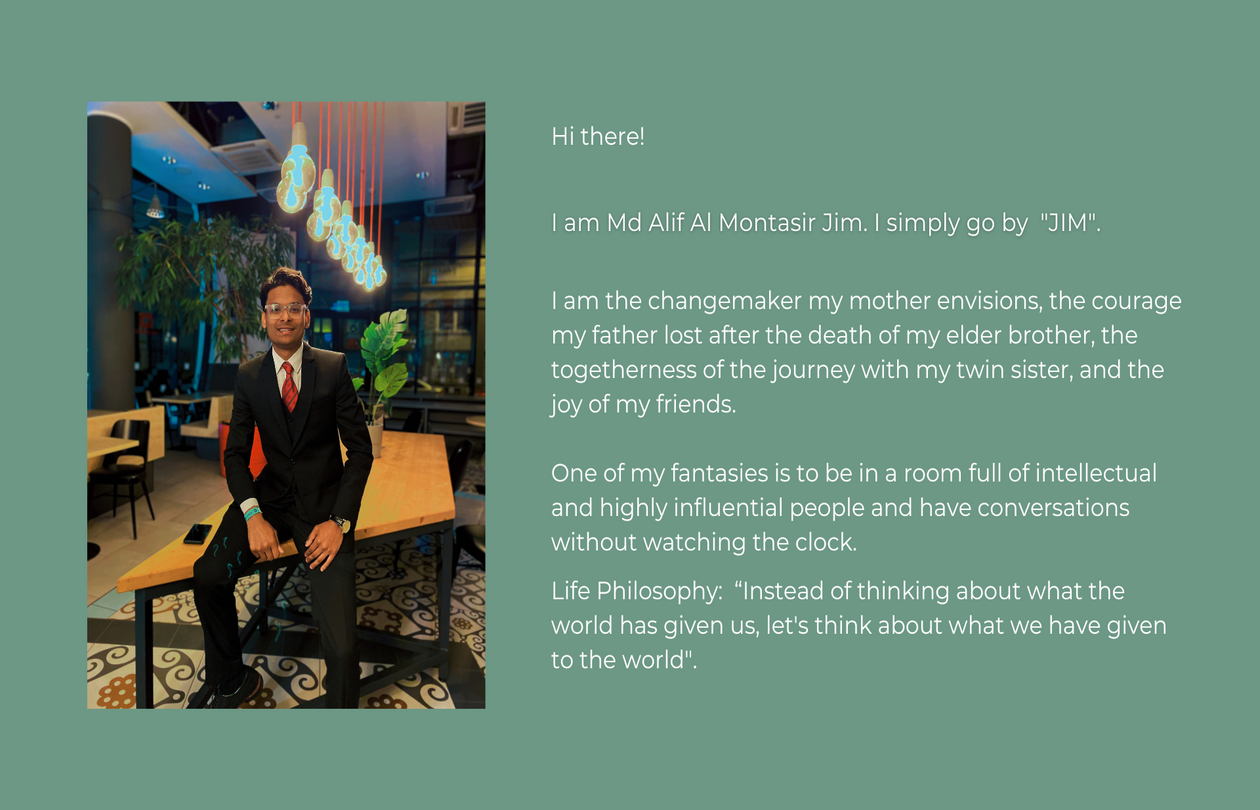 Hi there!
I am Md Alif Al Montasir Jim. I simply go by "JIM".
I am the changemaker my mother envisions, the courage
my father lost after the death of my elder brother, the
togetherness of the journey with my twin sister, and the
joy of my friends.
One of my fantasies is to be in a room full of intellectual
and highly influential people and have conversations
without watching the clock.
Life Philosophy: “Instead of thinking about what the
world has given us, let's think about what we have given
to the world".